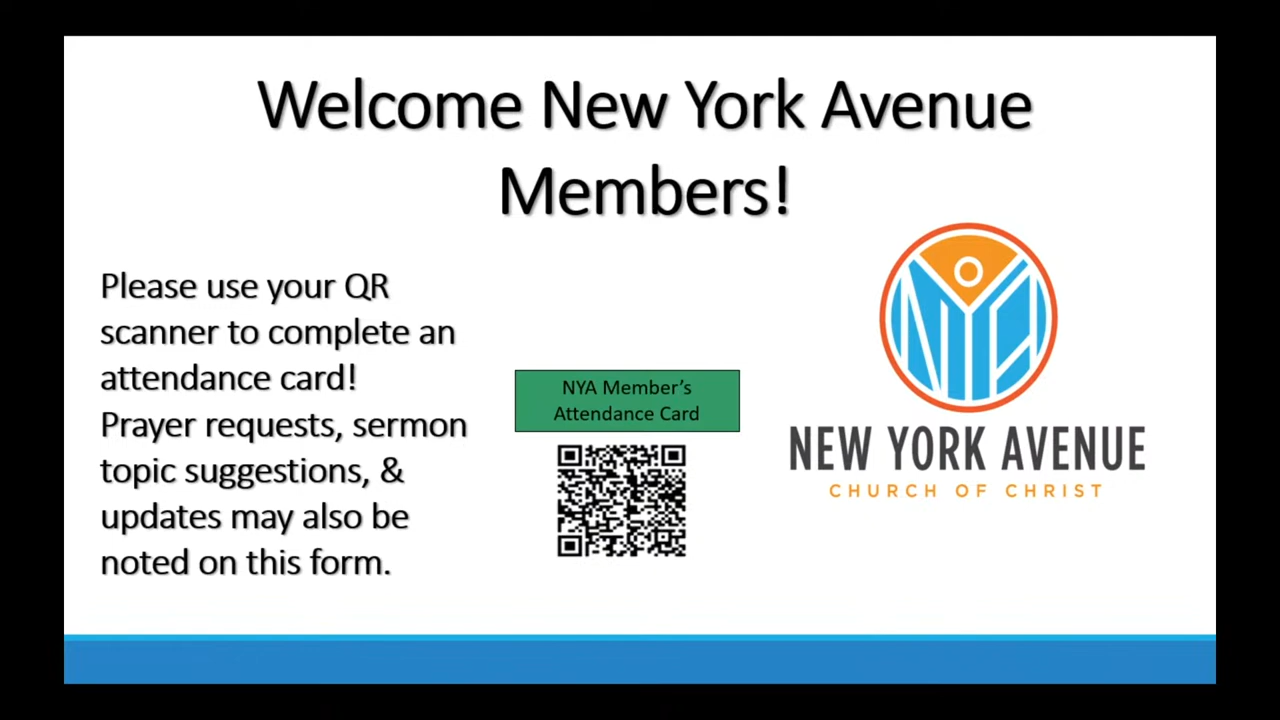 Welcome New York Avenue
Members!
Please use your QR
scanner to complete an
attendance card!
Prayer requests, sermon
topic suggestions, &
updates may also be
noted on this form.
NYA Member's
Attendance Card
NYA
NEW YORK AVENUE
CHURCH OF CHRIST